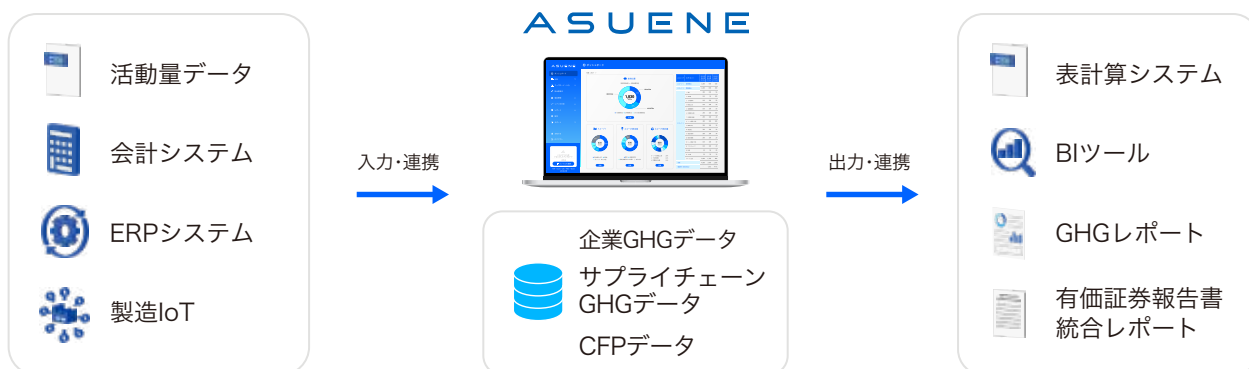 ASUENE
活動量データ
会計システム
ERPシステム
製造IoT
入力・連携
企業GHGデータ
サプライチェーン
GHGデータ
CFPデータ
出力・連携
表計算システム
BIツール
GHGレポート
有価証券報告書
統合レポート